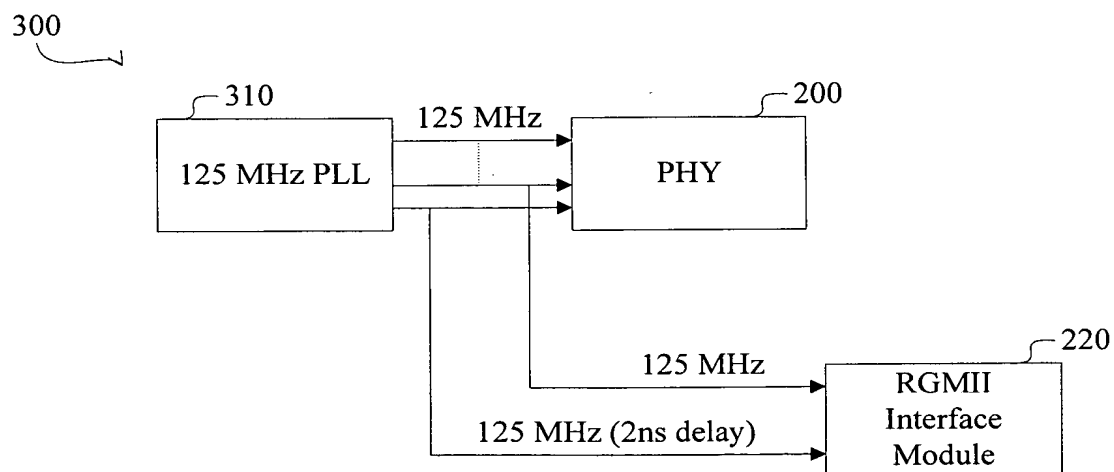 300
310
125 MHz
200
125 MHz PLL
PHY
220
125 MHz
RGMII
Interface
Module
125 MHz (2ns delay)